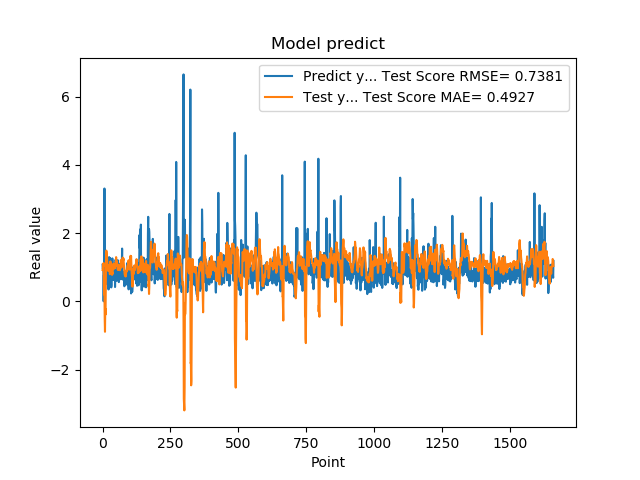 Model predict
Predict y... Test Score RMSE= 0.7381
Test y... Test Score MAE= 0.4927
6
4
2
0
−2
Real value
0 250 500 750 1000 1250 1500
Point